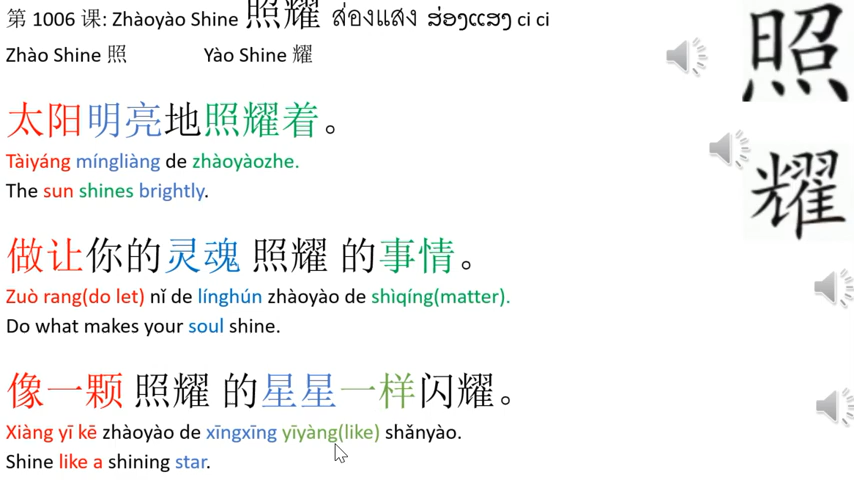 第 1006 课: Zhàoyào Shine 照耀 ส่องแสง ສ່ອງແສງ ci ci
Zhào Shine 照 Yào Shine 耀
照
太阳明亮地照耀着。
耀
Tàiyáng míngliàng de zhàoyàozhe.
The sun shines brightly.
做让你的灵魂 照耀 的事情。
Zuò rang(do let) nǐ de línghún zhàoyào de shìqíng(matter).
Do what makes your soul shine.
像一颗 照耀 的星星一样闪耀。
Xiàng yī kē zhàoyào de xīngxīng yīyàng(like) shǎnyào.
Shine like a shining star.